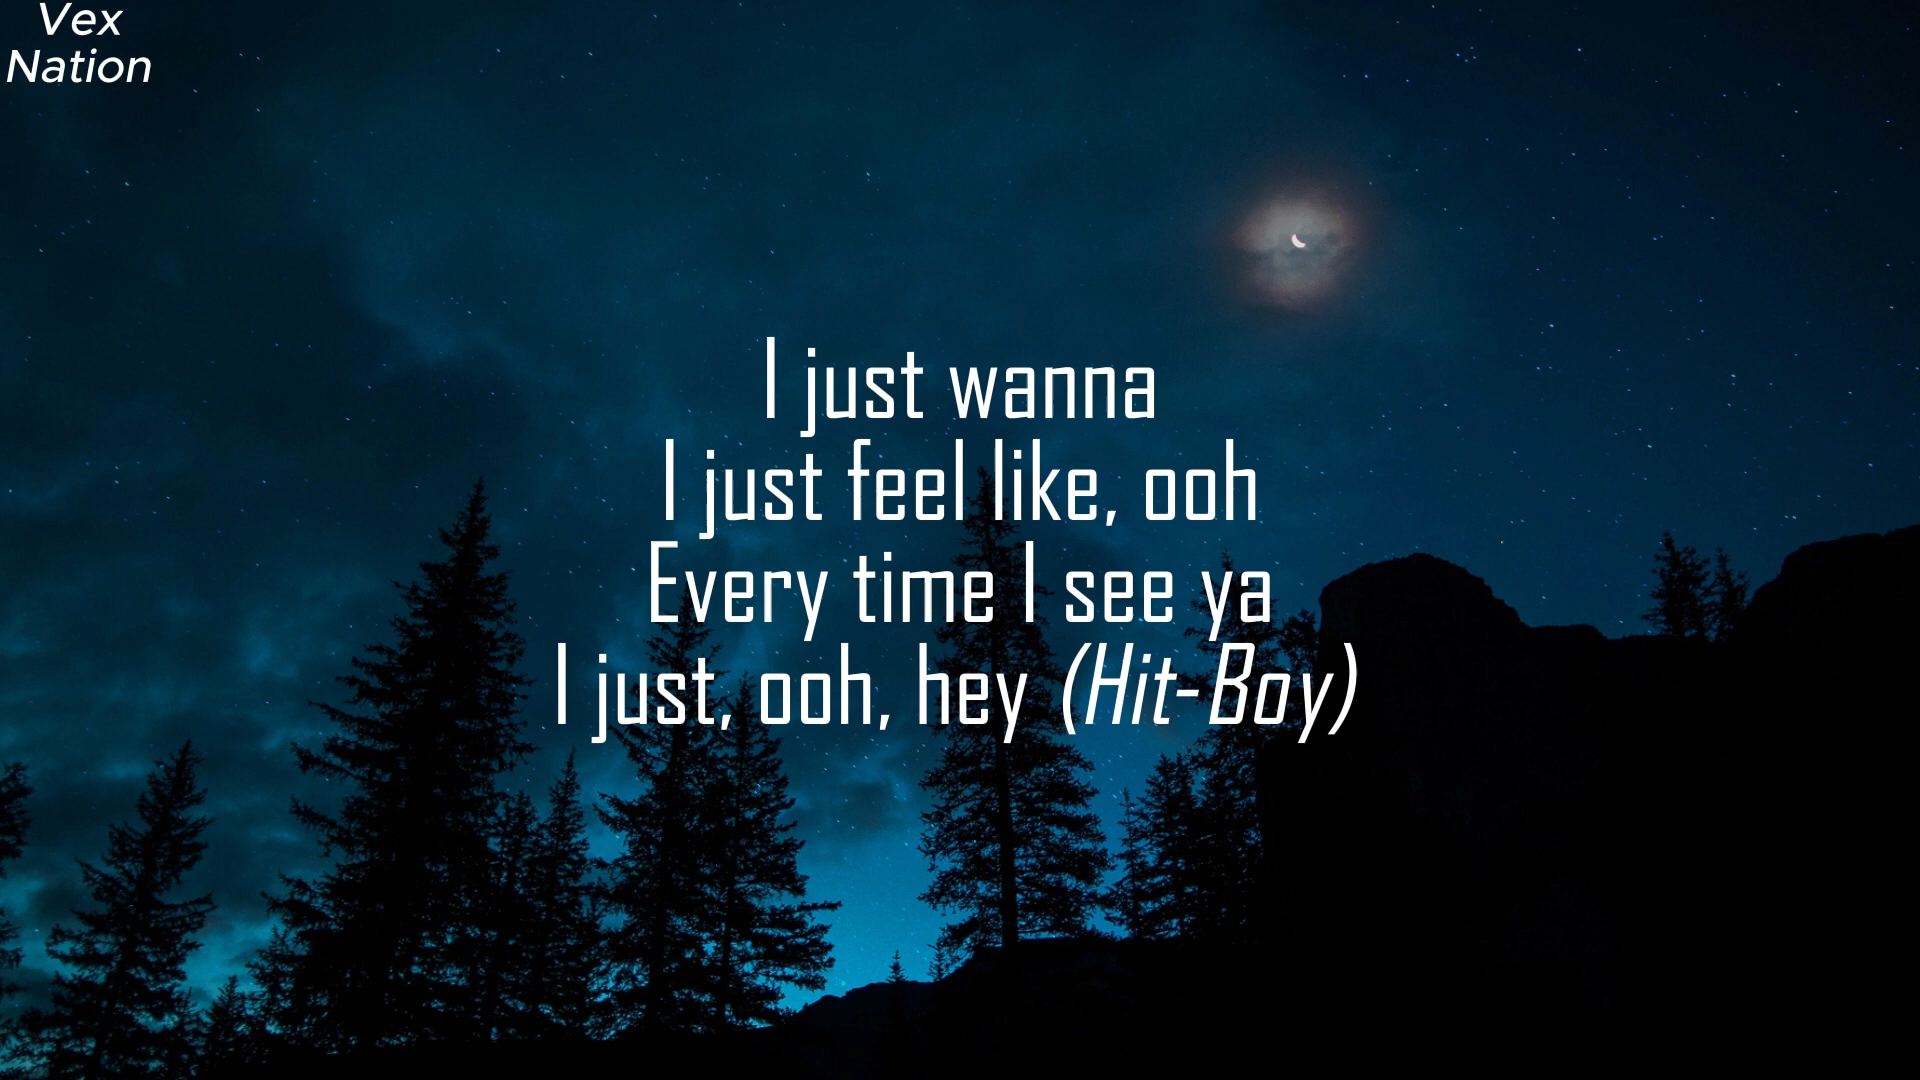 Vex
Nation
I just wanna
I just feel like, ooh
Every time I see ya
I just, ooh, hey (Hit-Boy)